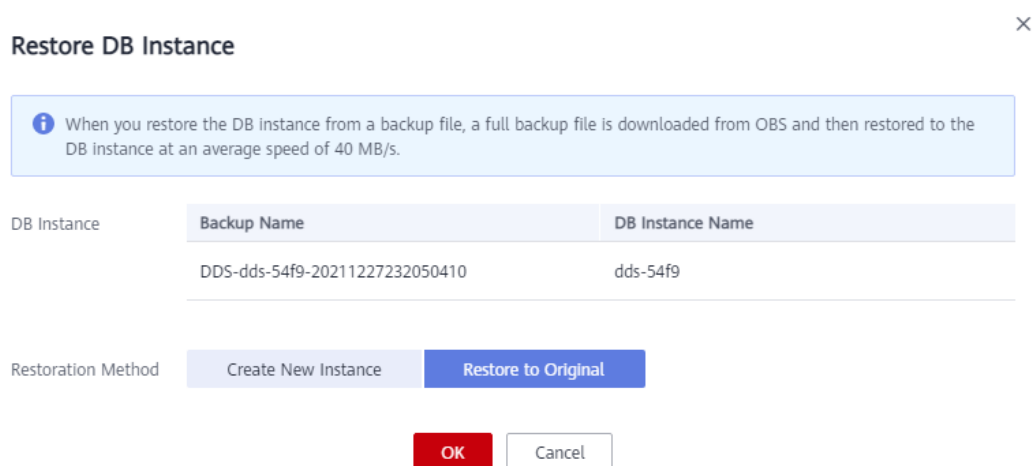 Restore DB Instance
When you restore the DB instance from a backup file, a full backup file is downloaded from OBS and then restored to the
DB instance at an average speed of 40 MB/s.
DB Instance
Backup Name
DB Instance Name
DDS-dds-54f9-20211227232050410
dds-54f9
Restoration Method
Create New Instance
Restore to Original
OK
Cancel